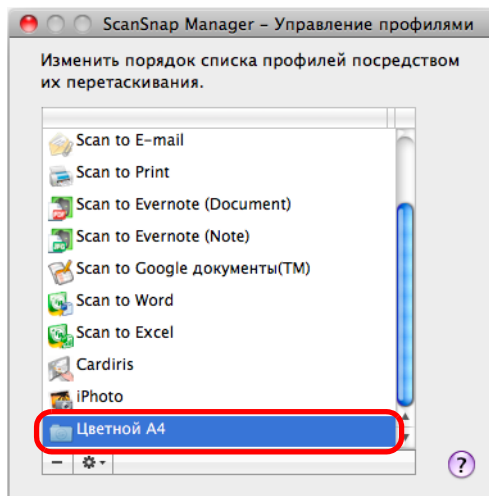 ScanSnap Manager – Управление профилями
Изменить порядок списка профилей посредством
их перетаскивания.
Scan to E-mail
Scan to Print
Scan to Evernote (Document)
Scan to Evernote (Note)
Scan to Google документы(TM)
Scan to Word
Scan to Excel
Cardiris
iPhoto
Цветной A4